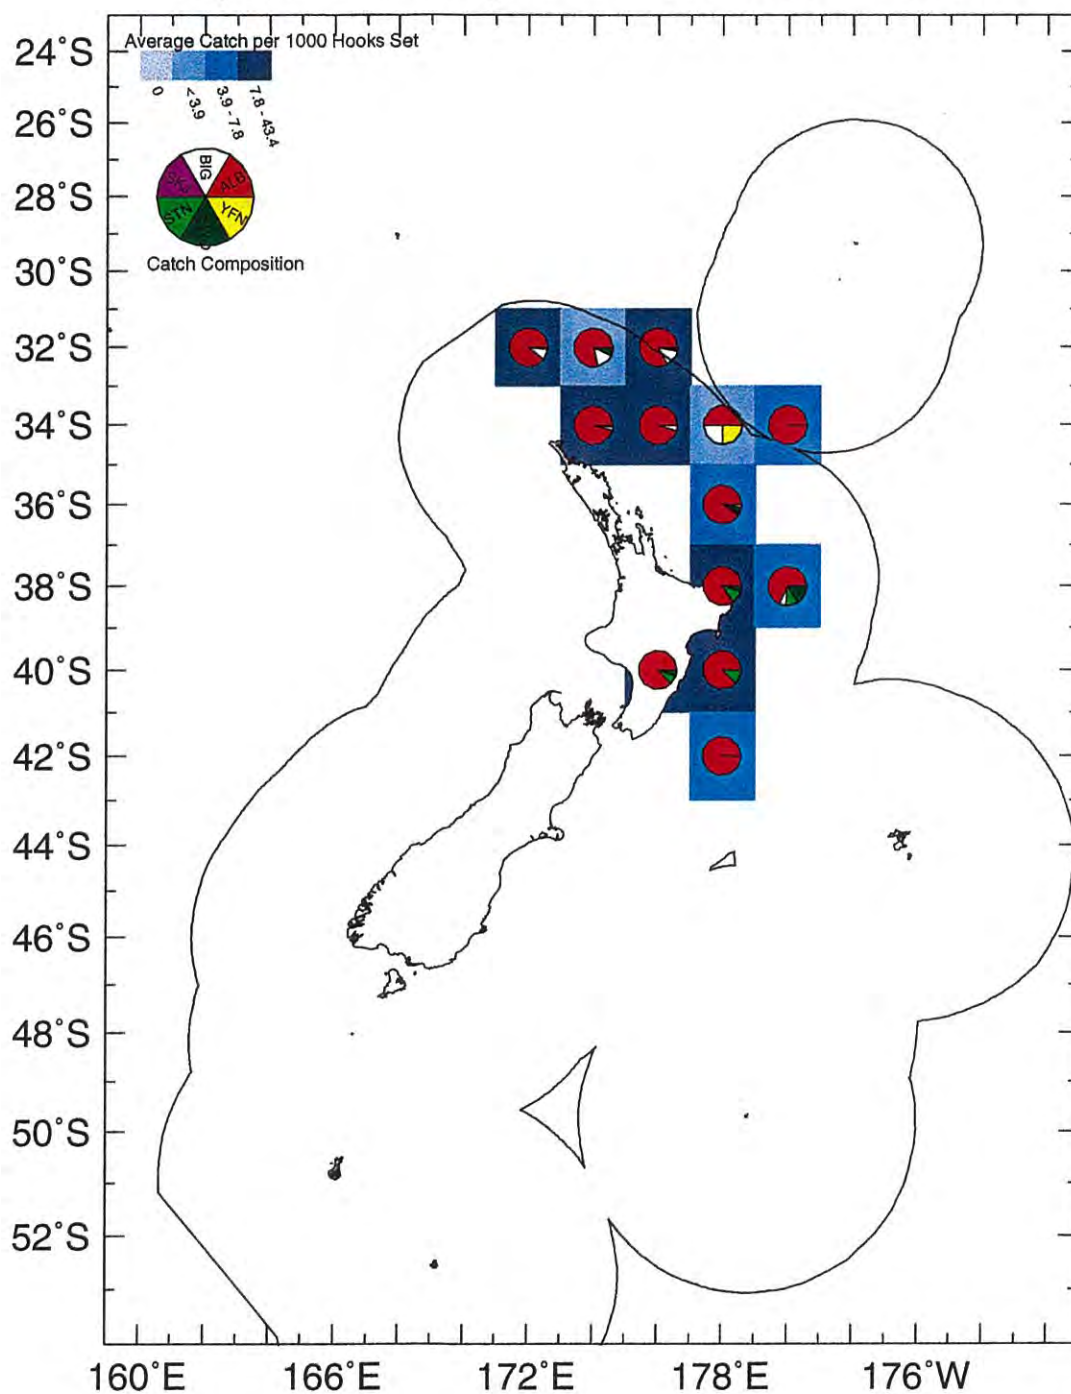 Average Catch per 1000 Hooks Set
0
<3.9
3.9 - 7.8
7.8 - 43.4
BIG
ALB
YFN
STN
SKJ
Catch Composition
24°S
26°S
28°S
30°S
32°S
34°S
36°S
38°S
40°S
42°S
44°S
46°S
48°S
50°S
52°S
160°E
166°E
172°E
178°E
176°W